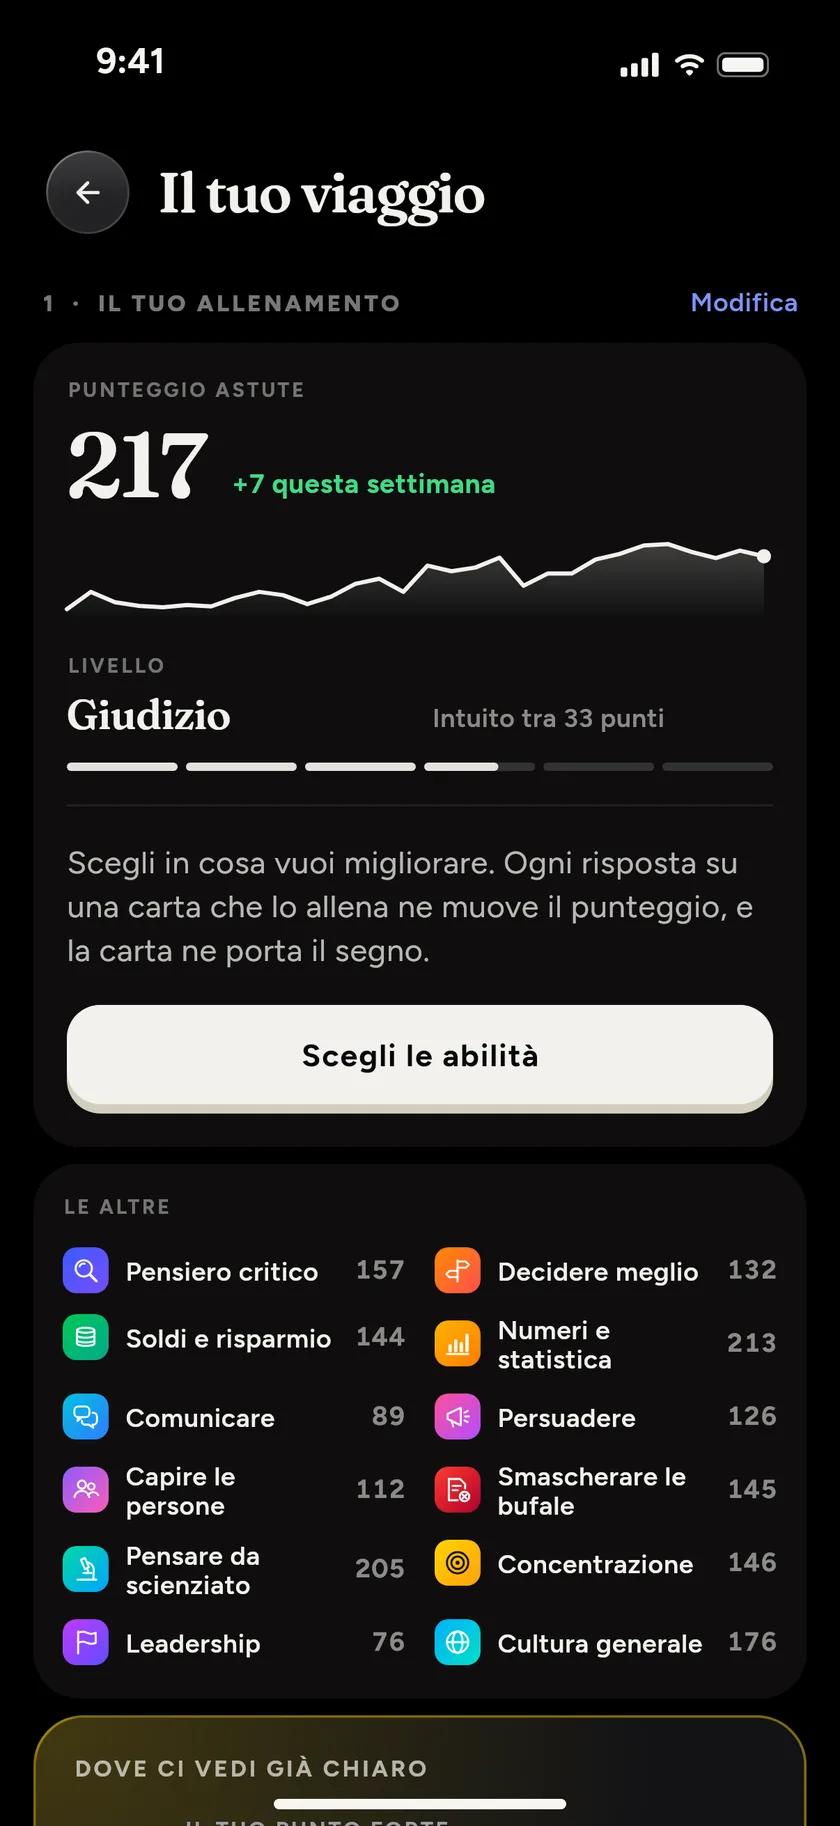 9:41
Il tuo viaggio
1 · IL TUO ALLENAMENTO
Modifica
PUNTEGGIO ASTUTE
217
+7 questa settimana
LIVELLO
Giudizio
Intuito tra 33 punti
Scegli in cosa vuoi migliorare. Ogni risposta su
una carta che lo allena ne muove il punteggio, e
la carta ne porta il segno.
Scegli le abilità
LE ALTRE
Pensiero critico 157
Decidere meglio 132
Soldi e risparmio 144
Numeri e
statistica
213
Comunicare 89
Persuadere 126
Capire le
persone
112
Smascherare le
bufale
145
Pensare da
scienziato
205
Concentrazione 146
Leadership 76
Cultura generale 176
DOVE CI VEDI GIÀ CHIARO
IL TUO PUNTO FORTE